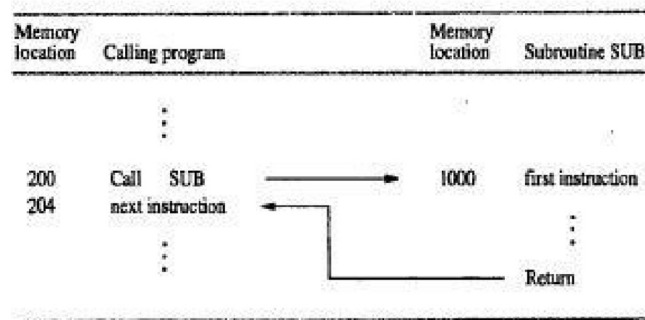 Memory location Calling program Memory location Subroutine SUB
200 Call SUB 1000 first instruction
204 next instruction
Return